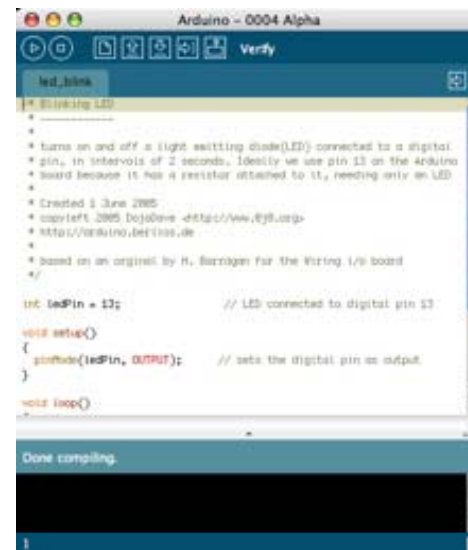 Arduino - 0004 Alpha
Verify
led_blink
/* Blinking LED
* ------------
*
* turns on and off a light emitting diode(LED) connected to a digital
* pin, in intervals of 2 seconds. Ideally we use pin 13 on the Arduino
* board because it has a resistor attached to it, needing only an LED
*
* Created 1 June 2005
* copyleft 2005 DojoDave <http://www.0j0.org>
* http://arduino.berlios.de
*
* based on an orginal by H. Barragan for the Wiring i/o board
*/
int ledPin = 13; // LED connected to digital pin 13
void setup()
{
pinMode(ledPin, OUTPUT); // sets the digital pin as output
}
void loop()
Done compiling.
1